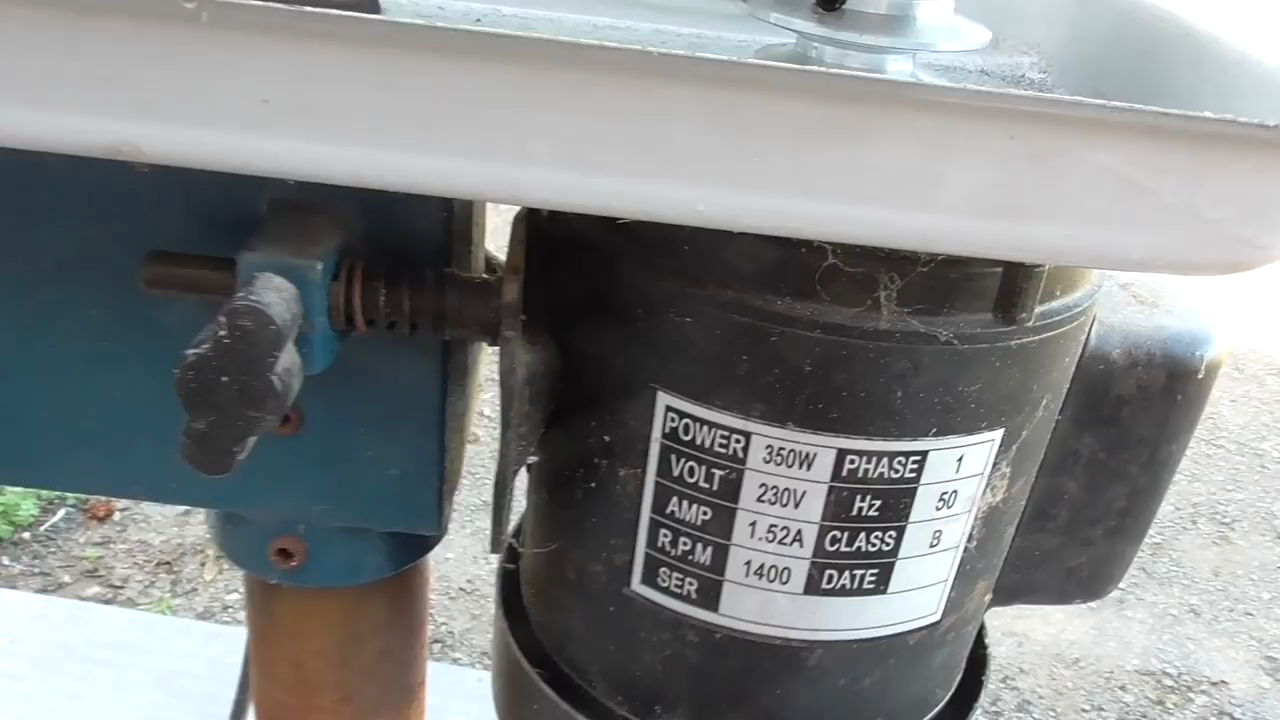 POWER 350W PHASE 1
VOLT 230V Hz 50
AMP 1.52A CLASS B
R,P.M 1400 DATE.
SER